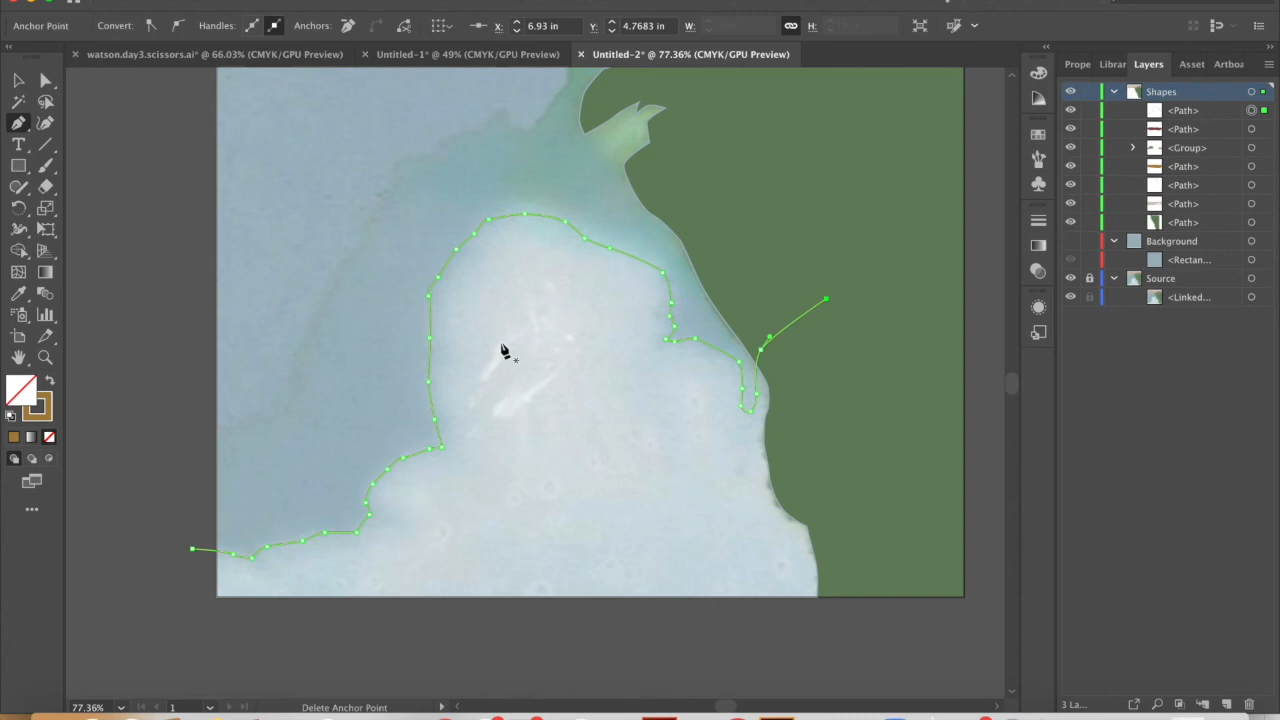 Anchor Point Convert: Handles: Anchors: X: 6.93 in Y: 4.7683 in W: H:
watson.day3.scissors.ai* @ 66.03% (CMYK/GPU Preview) Untitled-1* @ 49% (CMYK/GPU Preview) Untitled-2* @ 77.36% (CMYK/GPU Preview)
Prope Librar Layers Asset Artboa
Shapes
<Path>
<Path>
<Group>
<Path>
<Path>
<Path>
<Path>
Background
<Rectan...
Source
<Linked...
77.36% 1 Delete Anchor Point
3 La...